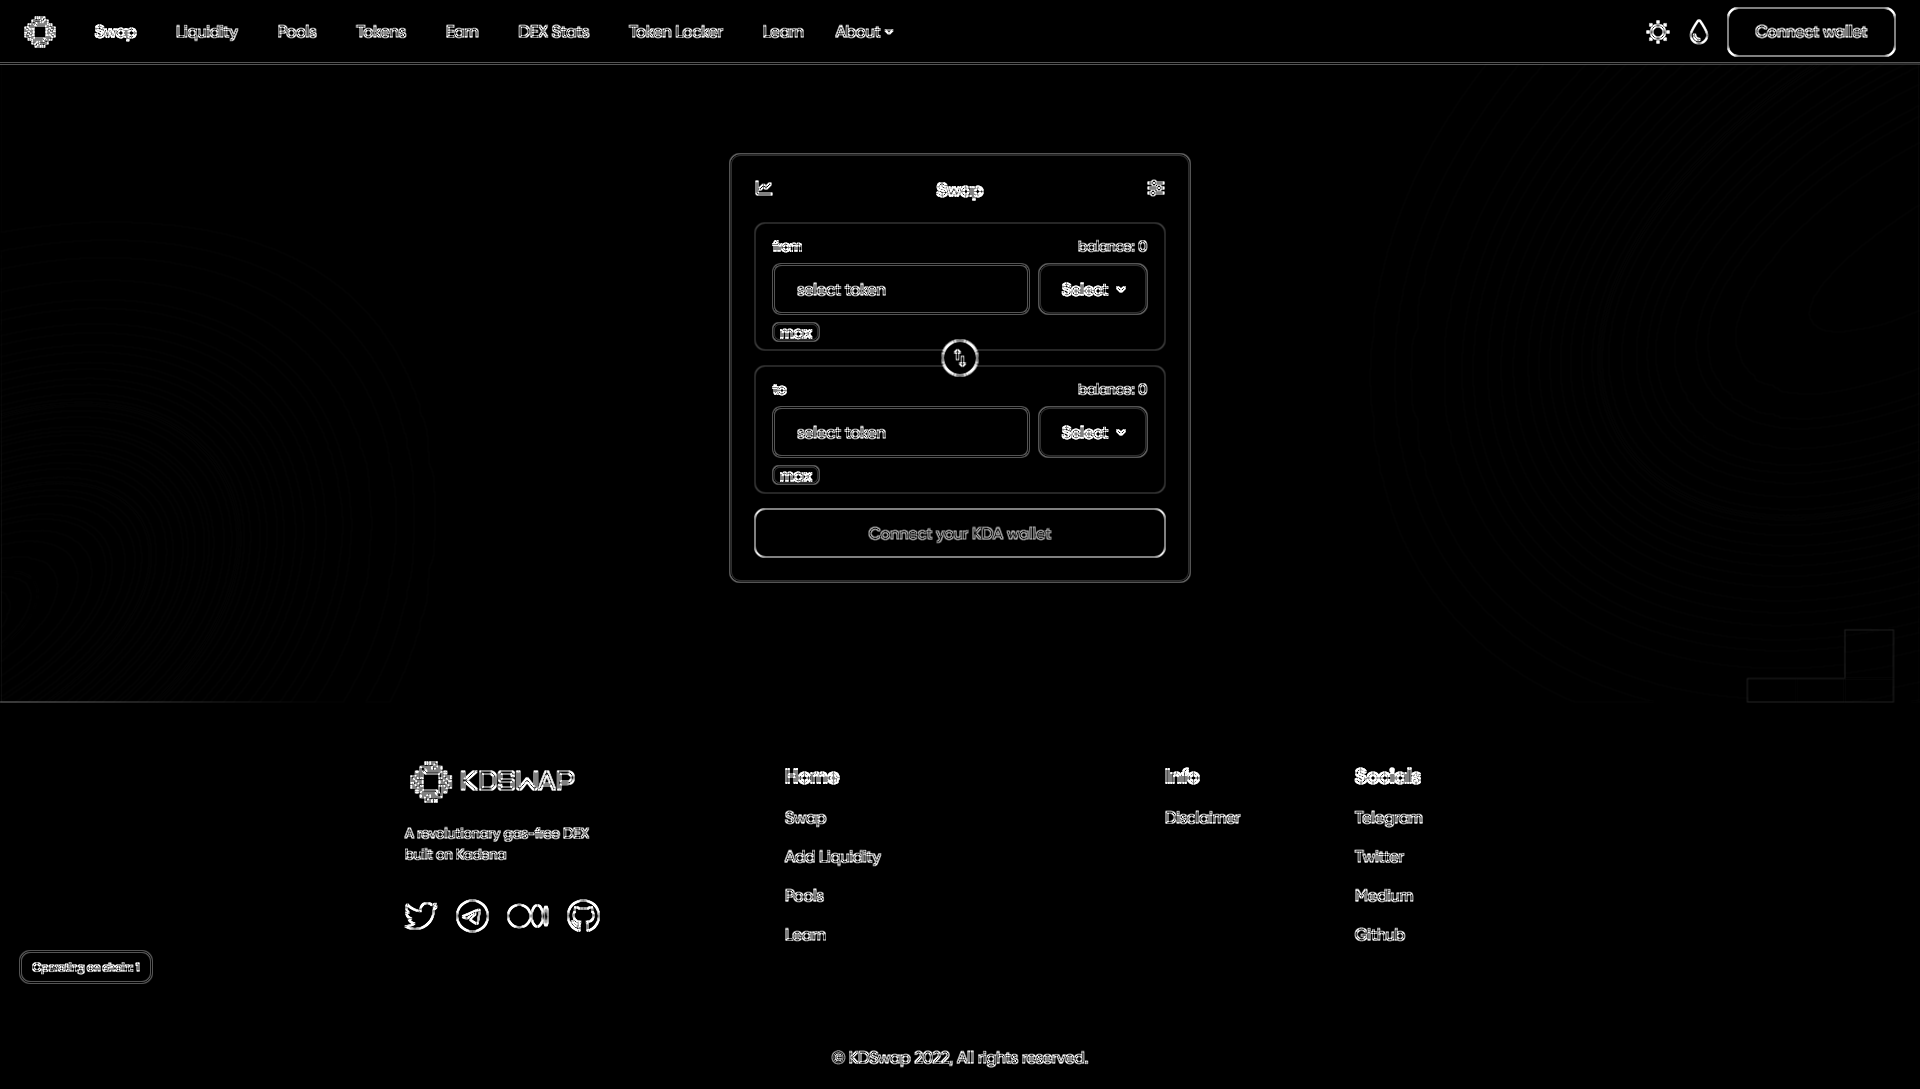 Swap Liquidity Pools Tokens Earn DEX Stats Token Locker Learn About Connect wallet
Swap
from balance: 0
select token Select
max
to balance: 0
select token Select
max
Connect your KDA wallet
KDSWAP
A revolutionary gas-free DEX
built on Kadena
Home
Swap
Add Liquidity
Pools
Learn
Info
Disclaimer
Socials
Telegram
Twitter
Medium
Github
Operating on chain: 1
© KDSwap 2022, All rights reserved.